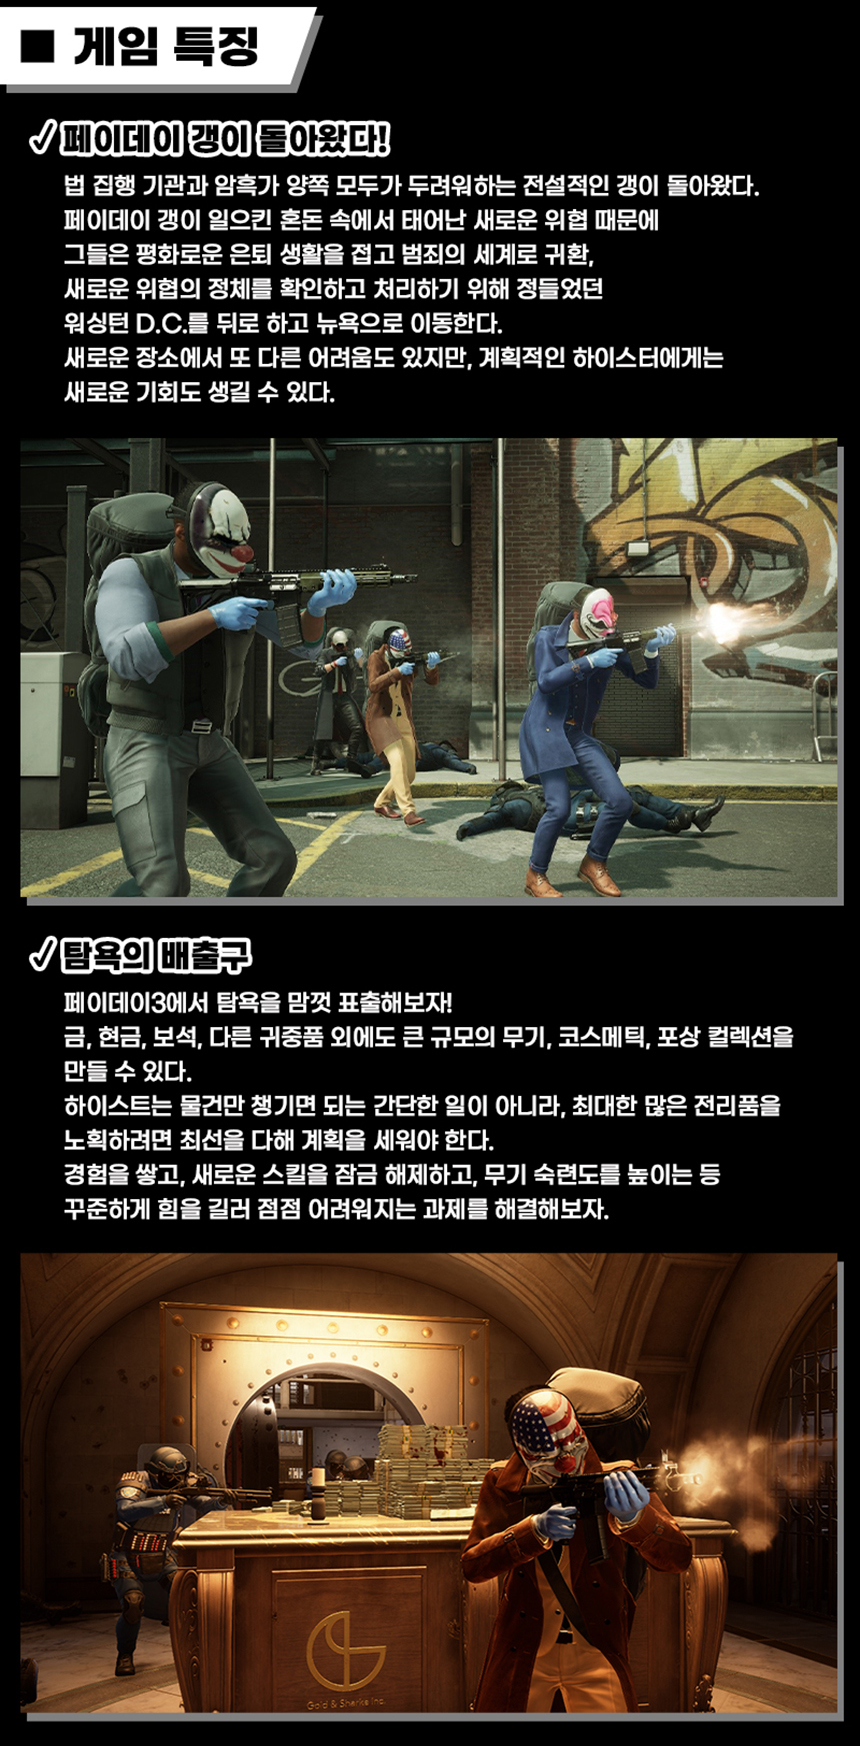 ■ 게임 특징
✓페이데이 갱이 돌아왔다!
법 집행 기관과 암흑가 양쪽 모두가 두려워하는 전설적인 갱이 돌아왔다.
페이데이 갱이 일으킨 혼돈 속에서 태어난 새로운 위협 때문에
그들은 평화로운 은퇴 생활을 접고 범죄의 세계로 귀환,
새로운 위협의 정체를 확인하고 처리하기 위해 정들었던
워싱턴 D.C.를 뒤로 하고 뉴욕으로 이동한다.
새로운 장소에서 또 다른 어려움도 있지만, 계획적인 하이스터에게는
새로운 기회도 생길 수 있다.
✓탐욕의 배출구
페이데이3에서 탐욕을 맘껏 표출해보자!
금, 현금, 보석, 다른 귀중품 외에도 큰 규모의 무기, 코스메틱, 포상 컬렉션을
만들 수 있다.
하이스트는 물건만 챙기면 되는 간단한 일이 아니라, 최대한 많은 전리품을
노획하려면 최선을 다해 계획을 세워야 한다.
경험을 쌓고, 새로운 스킬을 잠금 해제하고, 무기 숙련도를 높이는 등
꾸준하게 힘을 길러 점점 어려워지는 과제를 해결해보자.
Gold & Sharke Inc.